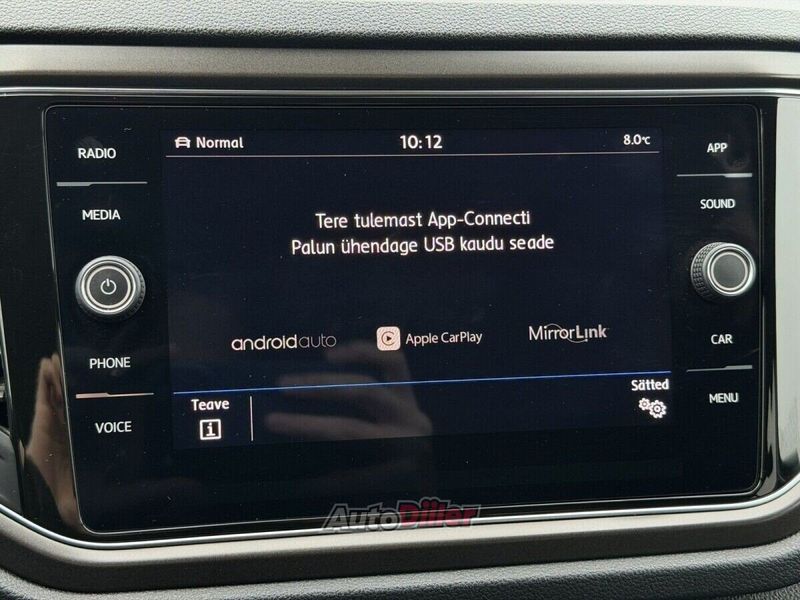 RADIO
MEDIA
PHONE
VOICE
Normal
10:12
8.0°C
Tere tulemast App-Connecti
Palun ühendage USB kaudu seade
androidauto
Apple CarPlay
MirrorLink
Teave
i
Sätted
APP
SOUND
CAR
MENU
AutoDiller